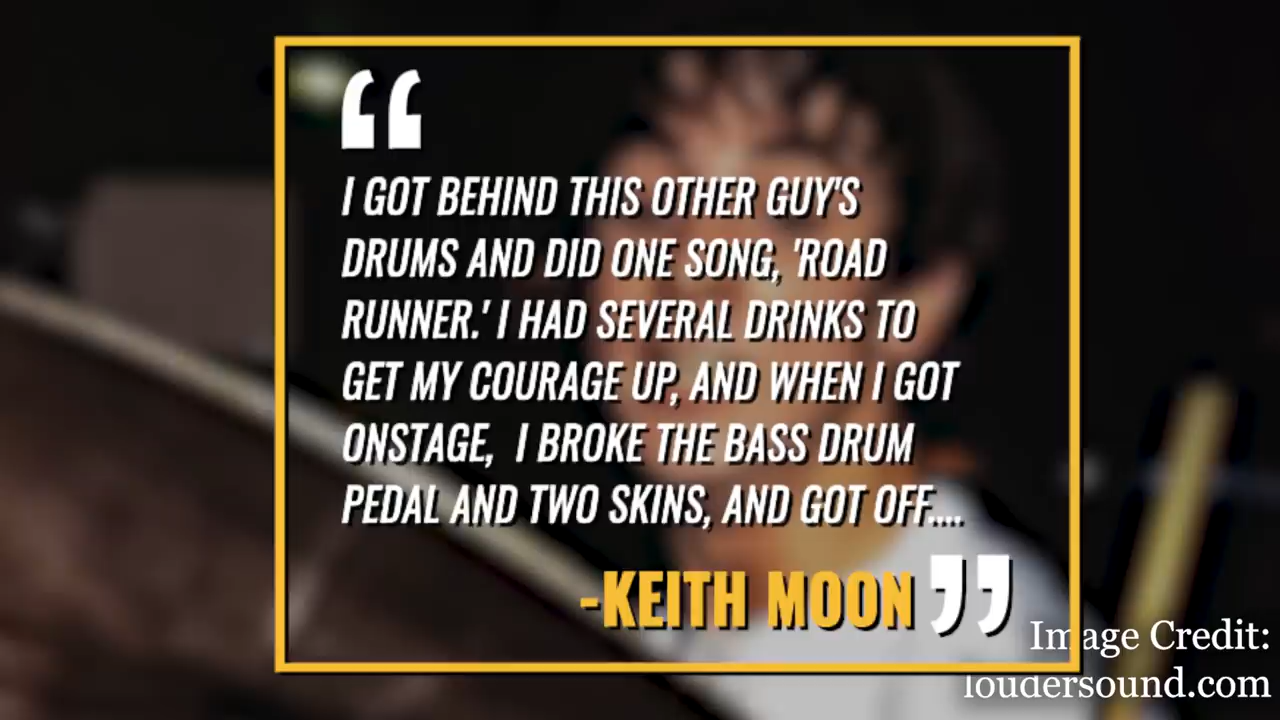 “
I GOT BEHIND THIS OTHER GUY'S
DRUMS AND DID ONE SONG, 'ROAD
RUNNER.' I HAD SEVERAL DRINKS TO
GET MY COURAGE UP, AND WHEN I GOT
ONSTAGE, I BROKE THE BASS DRUM
PEDAL AND TWO SKINS, AND GOT OFF....
-KEITH MOON ”
Image Credit:
loudersound.com